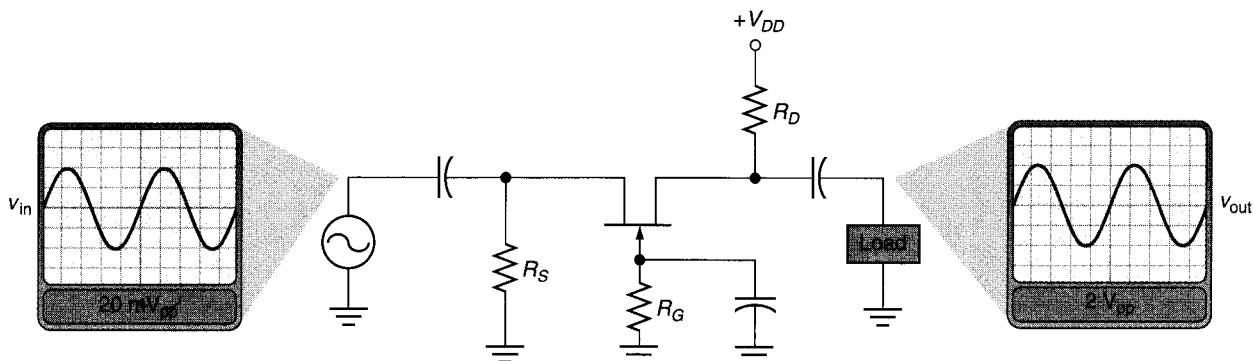 +V_DD
R_D
v_in
v_out
R_S
Load
R_G
20 mV_pp
2 V_pp